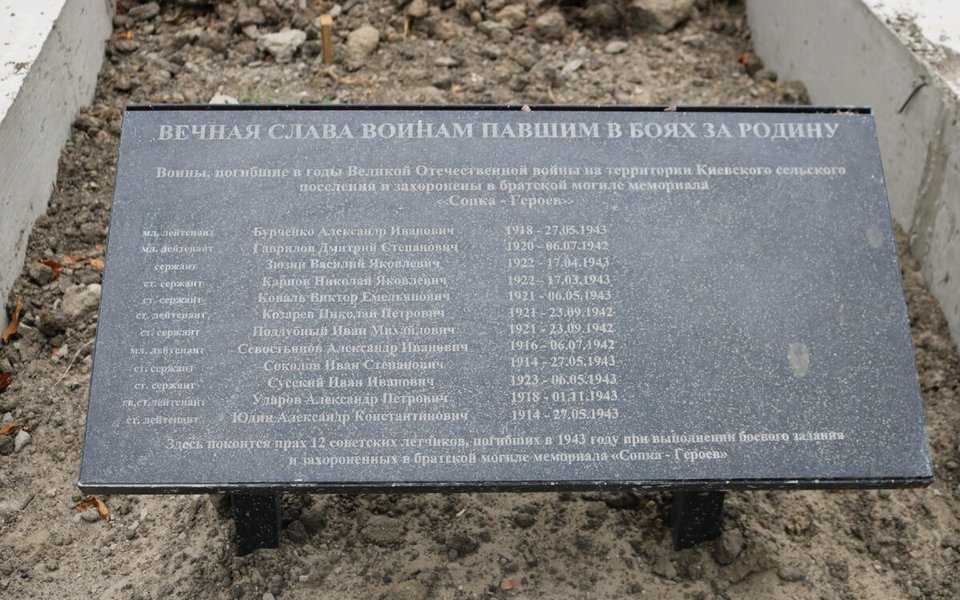 ВЕЧНАЯ СЛАВА ВОИНАМ ПАВШИМ В БОЯХ ЗА РОДИНУ
Воины, погибшие в годы Великой Отечественной войны на территории Киевского сельского
поселения и захоронены в братской могиле мемориала
«Сопка - Героев»
мл. лейтенант Бурченко Александр Иванович 1918 - 27.05.1943
мл. лейтенант Гаврилов Дмитрий Степанович 1920 - 06.07.1942
сержант Зюзин Василий Яковлевич 1922 - 17.04.1943
ст. сержант Карпов Николай Яковлевич 1922 - 17.03.1943
ст. сержант Коваль Виктор Емельянович 1921 - 06.05.1943
ст. лейтенант Козарев Николай Петрович 1921 - 23.09.1942
ст. сержант Поддубный Иван Михайлович 1921 - 23.09.1942
мл. лейтенант Севостьянов Александр Иванович 1916 - 06.07.1942
ст. сержант Соколов Иван Степанович 1914 - 27.05.1943
ст. сержант Сусский Иван Иванович 1923 - 06.05.1943
гв.ст.лейтенант Ударов Александр Петрович 1918 - 01.11.1943
ст. лейтенант Юдин Александр Константинович 1914 - 27.05.1943
Здесь покоится прах 12 советских летчиков, погибших в 1943 году при выполнении боевого задания
и захороненных в братской могиле мемориала «Сопка - Героев»